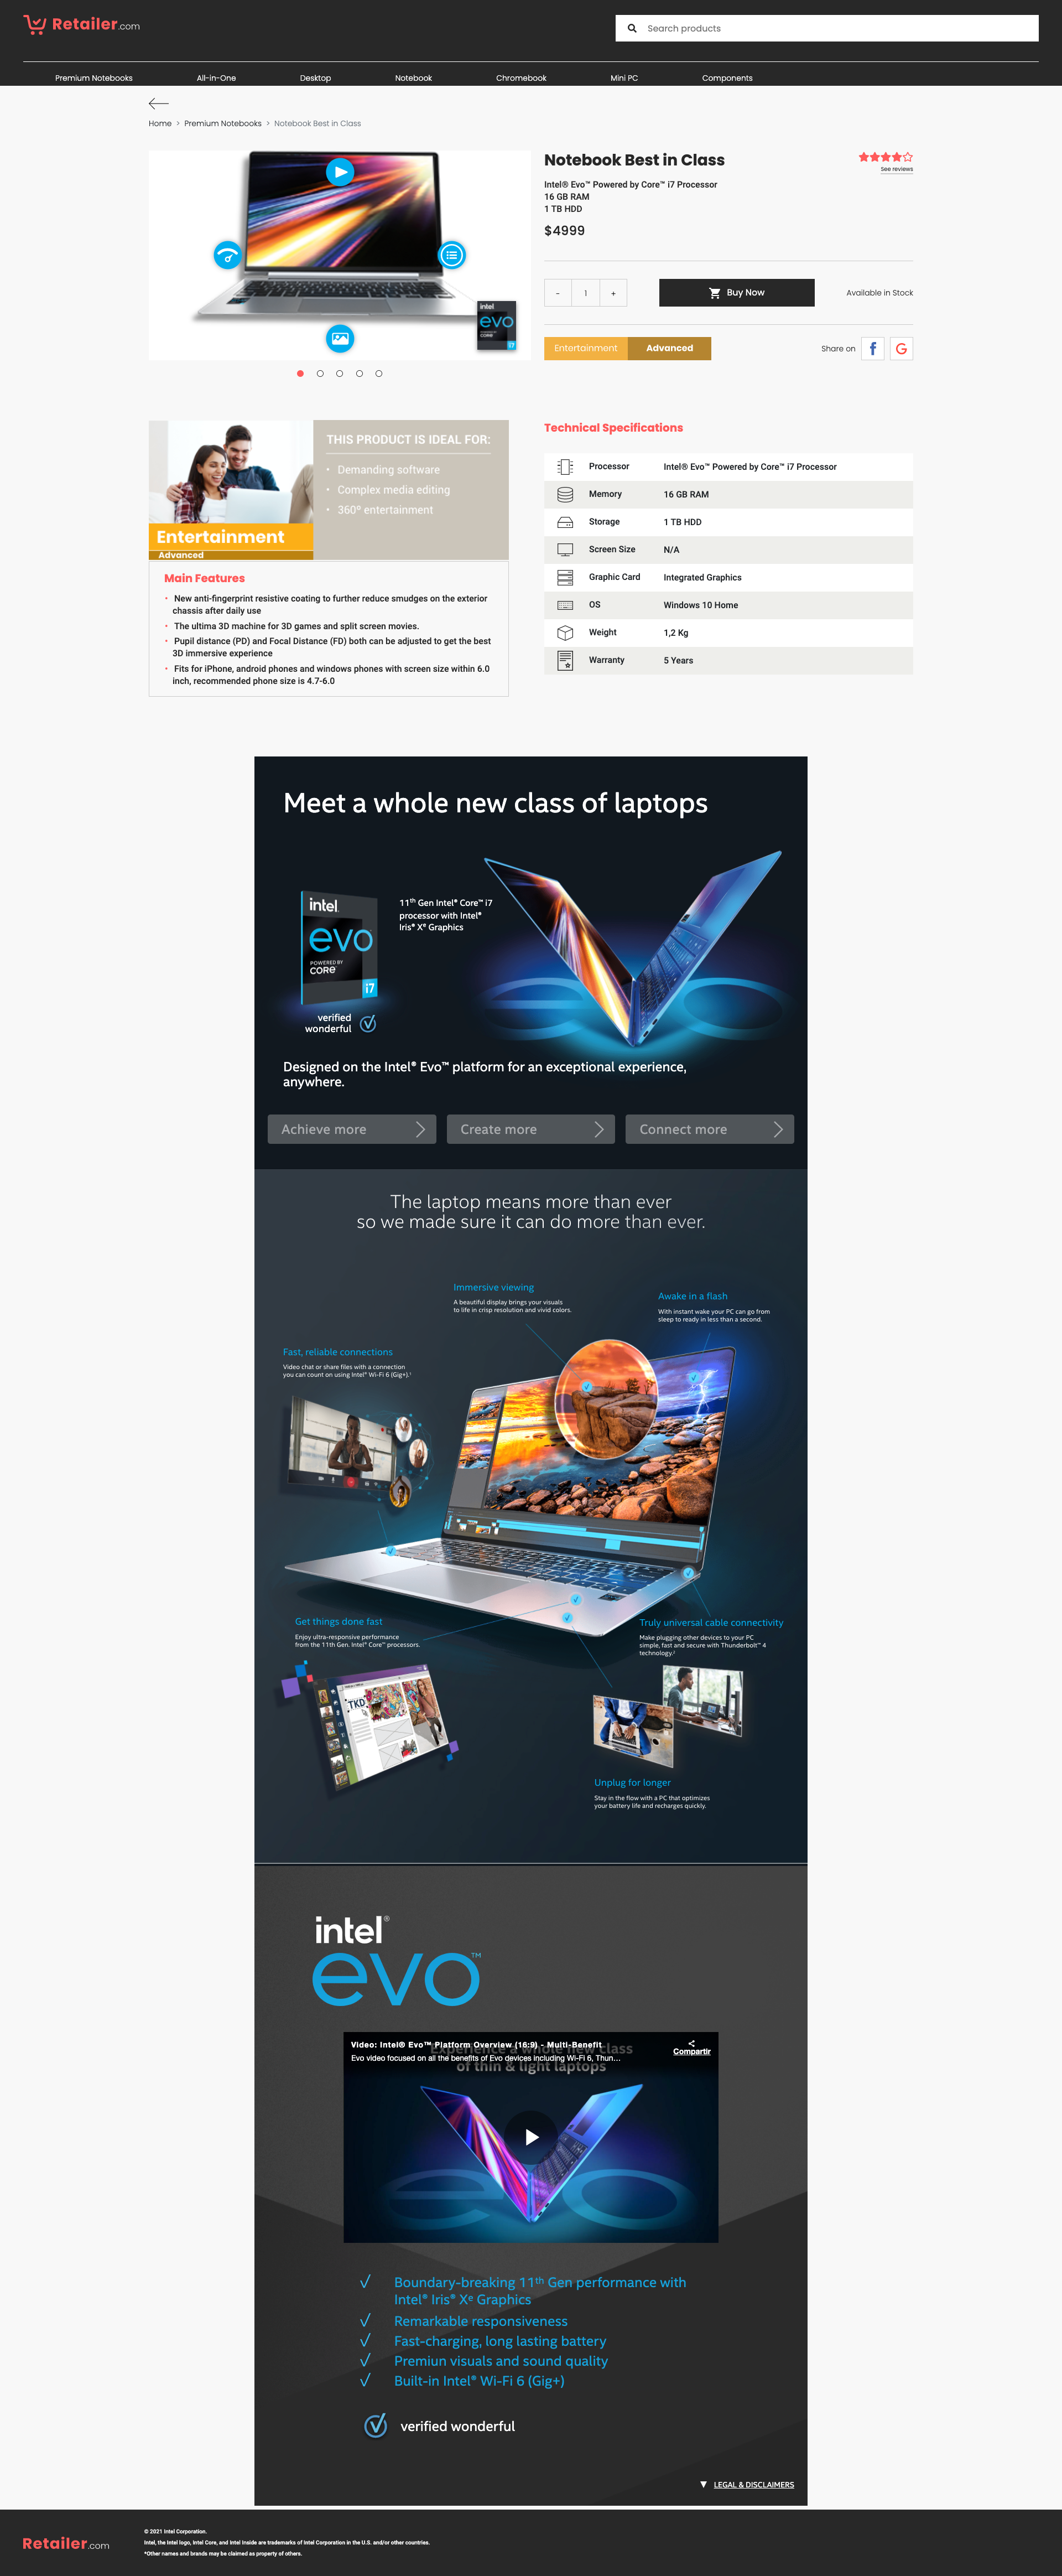 Retailer.com
Search products
Premium Notebooks
All-in-One
Desktop
Notebook
Chromebook
Mini PC
Components
Home > Premium Notebooks > Notebook Best in Class
Notebook Best in Class
See reviews
Intel® Evo™ Powered by Core™ i7 Processor
16 GB RAM
1 TB HDD
$4999
- 1 +
Buy Now
Available in Stock
Entertainment
Advanced
Share on
intel
evo
POWERED BY
CORE
i7
THIS PRODUCT IS IDEAL FOR:
• Demanding software
• Complex media editing
• 360º entertainment
Entertainment
Advanced
Main Features
• New anti-fingerprint resistive coating to further reduce smudges on the exterior
chassis after daily use
• The ultima 3D machine for 3D games and split screen movies.
• Pupil distance (PD) and Focal Distance (FD) both can be adjusted to get the best
3D immersive experience
• Fits for iPhone, android phones and windows phones with screen size within 6.0
inch, recommended phone size is 4.7-6.0
Technical Specifications
Processor Intel® Evo™ Powered by Core™ i7 Processor
Memory 16 GB RAM
Storage 1 TB HDD
Screen Size N/A
Graphic Card Integrated Graphics
OS Windows 10 Home
Weight 1,2 Kg
Warranty 5 Years
Meet a whole new class of laptops
intel
evo
POWERED BY
CORE
i7
11th Gen Intel® Core™ i7
processor with Intel®
Iris® Xe Graphics
verified
wonderful
Designed on the Intel® Evo™ platform for an exceptional experience,
anywhere.
Achieve more
Create more
Connect more
The laptop means more than ever
so we made sure it can do more than ever.
Immersive viewing
A beautiful display brings your visuals
to life in crisp resolution and vivid colors.
Awake in a flash
With instant wake your PC can go from
sleep to ready in less than a second.
Fast, reliable connections
Video chat or share files with a connection
you can count on using Intel® Wi-Fi 6 (Gig+).¹
Get things done fast
Enjoy ultra-responsive performance
from the 11th Gen. Intel® Core™ processors.
TKD
Truly universal cable connectivity
Make plugging other devices to your PC
simple, fast and secure with Thunderbolt™ 4
technology.²
Unplug for longer
Stay in the flow with a PC that optimizes
your battery life and recharges quickly.
intel®
evo™
Video: Intel® Evo™ Platform Overview (16:9) - Multi-Benefit
Evo video focused on all the benefits of Evo devices including Wi-Fi 6, Thun...
Compartir
Experience a whole new class
of thin & light laptops
Boundary-breaking 11th Gen performance with
Intel® Iris® Xe Graphics
Remarkable responsiveness
Fast-charging, long lasting battery
Premiun visuals and sound quality
Built-in Intel® Wi-Fi 6 (Gig+)
verified wonderful
LEGAL & DISCLAIMERS
Retailer.com
© 2021 Intel Corporation.
Intel, the Intel logo, Intel Core, and Intel Inside are trademarks of Intel Corporation in the U.S. and/or other countries.
*Other names and brands may be claimed as property of others.